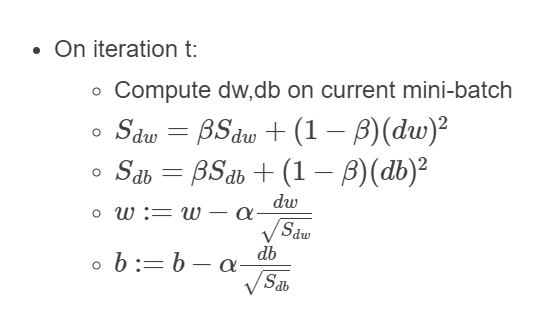 • On iteration t:
◦ Compute dw,db on current mini-batch
◦ $S_{dw} = \beta S_{dw} + (1 - \beta)(dw)^2$
◦ $S_{db} = \beta S_{db} + (1 - \beta)(db)^2$
◦ $w := w - \alpha \frac{dw}{\sqrt{S_{dw}}}$
◦ $b := b - \alpha \frac{db}{\sqrt{S_{db}}}$